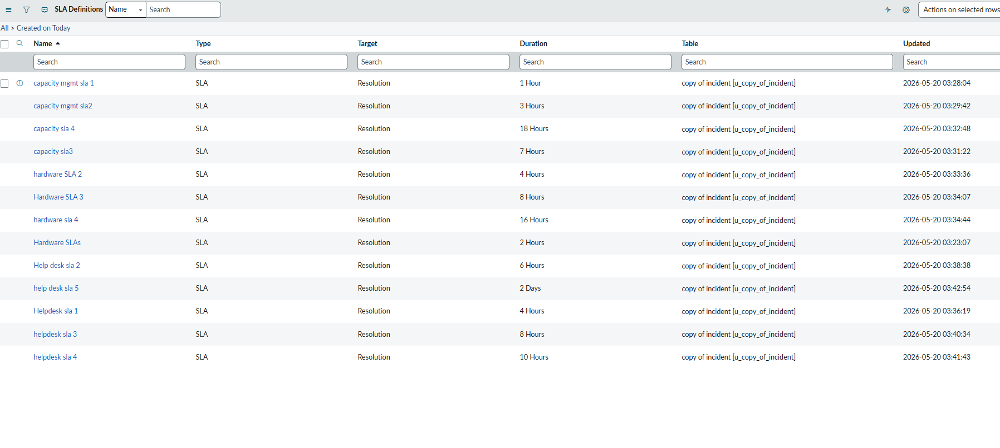 SLA Definitions Name Search Actions on selected rows
All > Created on Today
Name Type Target Duration Table Updated
Search Search Search Search Search Search
capacity mgmt sla 1 SLA Resolution 1 Hour copy of incident [u_copy_of_incident] 2026-05-20 03:28:04
capacity mgmt sla2 SLA Resolution 3 Hours copy of incident [u_copy_of_incident] 2026-05-20 03:29:42
capacity sla 4 SLA Resolution 18 Hours copy of incident [u_copy_of_incident] 2026-05-20 03:32:48
capacity sla3 SLA Resolution 7 Hours copy of incident [u_copy_of_incident] 2026-05-20 03:31:22
hardware SLA 2 SLA Resolution 4 Hours copy of incident [u_copy_of_incident] 2026-05-20 03:33:36
Hardware SLA 3 SLA Resolution 8 Hours copy of incident [u_copy_of_incident] 2026-05-20 03:34:07
hardware sla 4 SLA Resolution 16 Hours copy of incident [u_copy_of_incident] 2026-05-20 03:34:44
Hardware SLAs SLA Resolution 2 Hours copy of incident [u_copy_of_incident] 2026-05-20 03:23:07
Help desk sla 2 SLA Resolution 6 Hours copy of incident [u_copy_of_incident] 2026-05-20 03:38:38
help desk sla 5 SLA Resolution 2 Days copy of incident [u_copy_of_incident] 2026-05-20 03:42:54
Helpdesk sla 1 SLA Resolution 4 Hours copy of incident [u_copy_of_incident] 2026-05-20 03:36:19
helpdesk sla 3 SLA Resolution 8 Hours copy of incident [u_copy_of_incident] 2026-05-20 03:40:34
helpdesk sla 4 SLA Resolution 10 Hours copy of incident [u_copy_of_incident] 2026-05-20 03:41:43